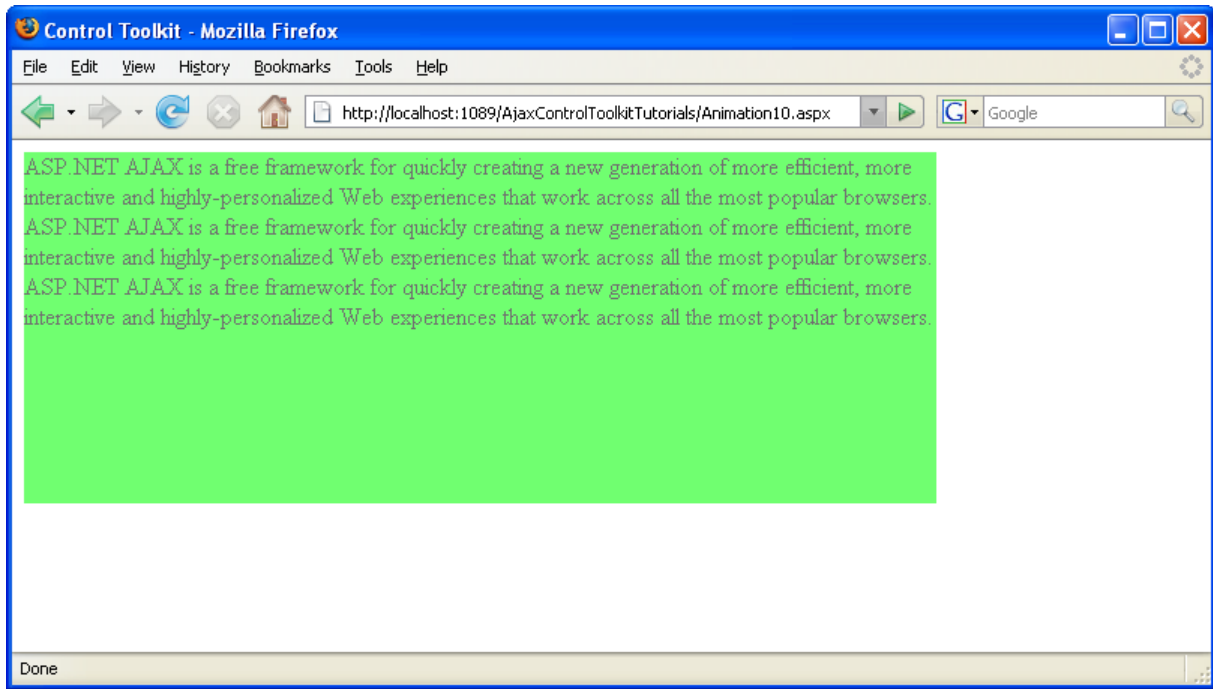 Control Toolkit - Mozilla Firefox
File Edit View History Bookmarks Tools Help
http://localhost:1089/AjaxControlToolkitTutorials/Animation10.aspx G Google
ASP.NET AJAX is a free framework for quickly creating a new generation of more efficient, more
interactive and highly-personalized Web experiences that work across all the most popular browsers.
ASP.NET AJAX is a free framework for quickly creating a new generation of more efficient, more
interactive and highly-personalized Web experiences that work across all the most popular browsers.
ASP.NET AJAX is a free framework for quickly creating a new generation of more efficient, more
interactive and highly-personalized Web experiences that work across all the most popular browsers.
Done